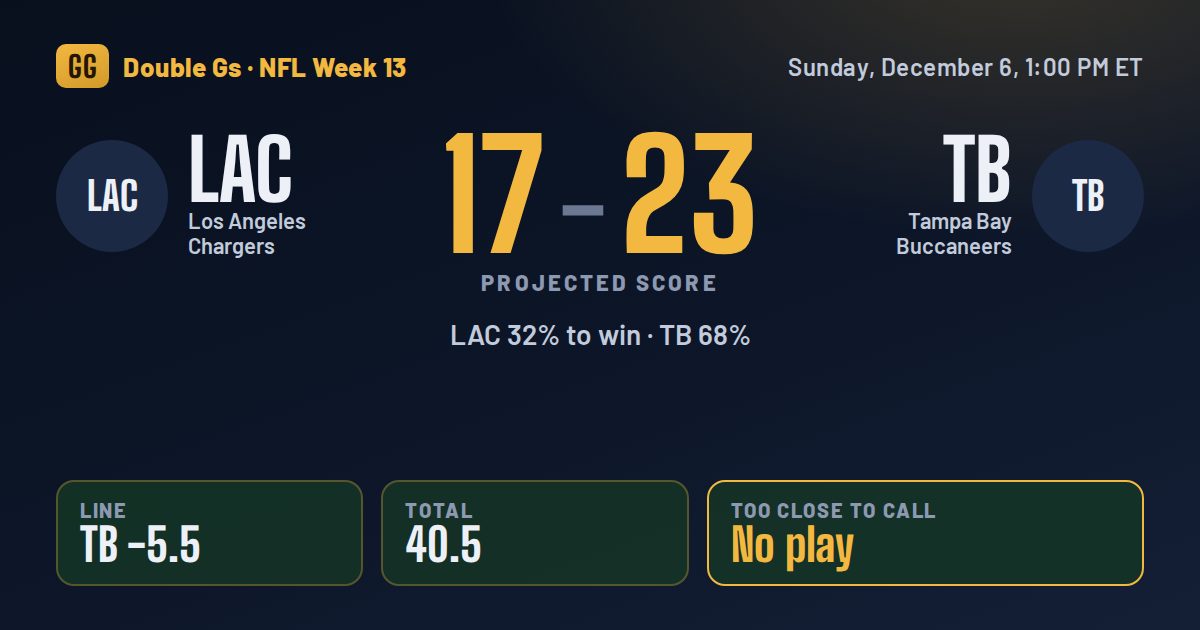 GG
Double Gs · NFL Week 13
Sunday, December 6, 1:00 PM ET
LAC
LAC
Los Angeles
Chargers
17 – 23
PROJECTED SCORE
LAC 32% to win · TB 68%
TB
Tampa Bay
Buccaneers
TB
LINE
TB −5.5
TOTAL
40.5
TOO CLOSE TO CALL
No play